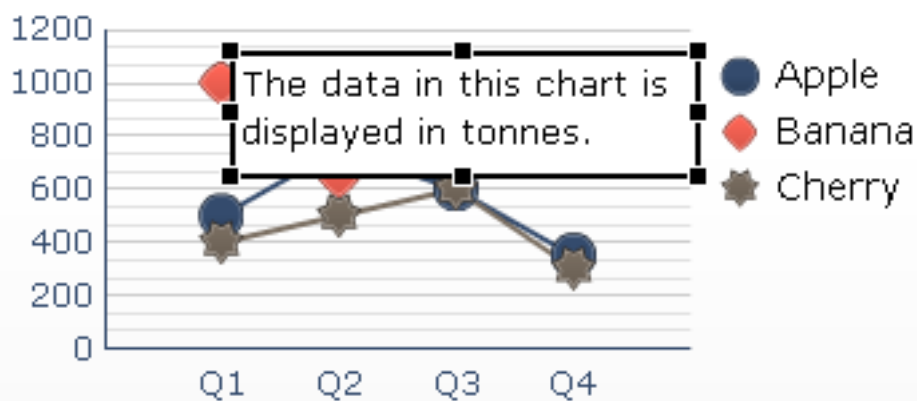 1200
1000
800
600
400
200
0
The data in this chart is
displayed in tonnes.
Apple
Banana
Cherry
Q1 Q2 Q3 Q4